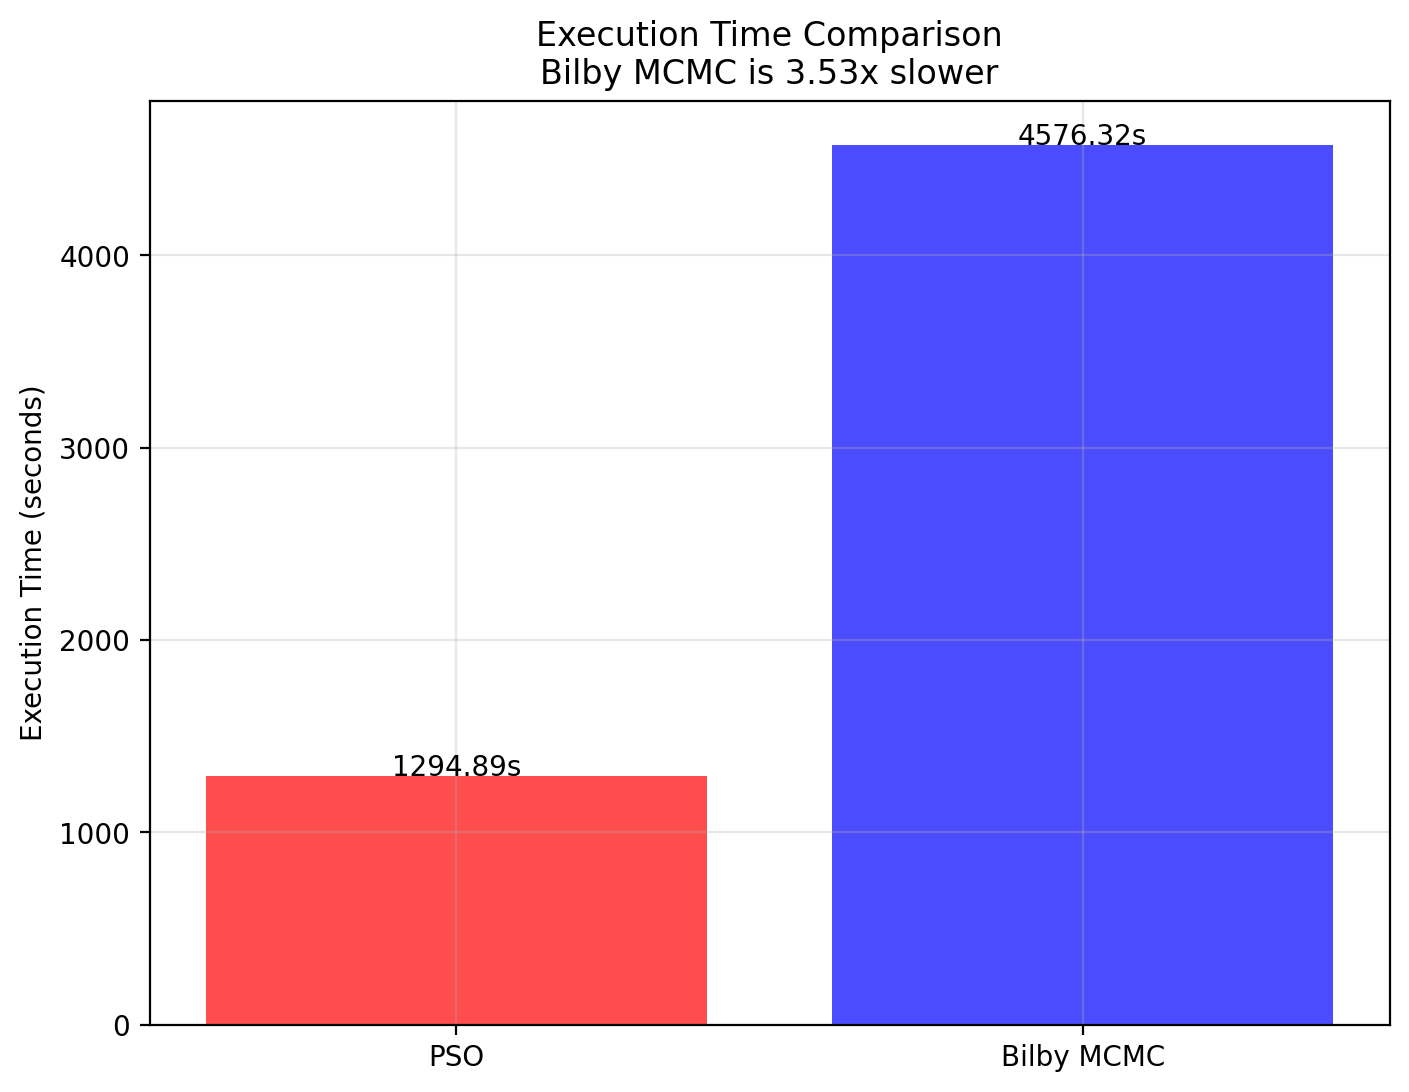 Execution Time Comparison
Bilby MCMC is 3.53x slower
4576.32s
4000
3000
2000
1294.89s
1000
0
Execution Time (seconds)
PSO
Bilby MCMC